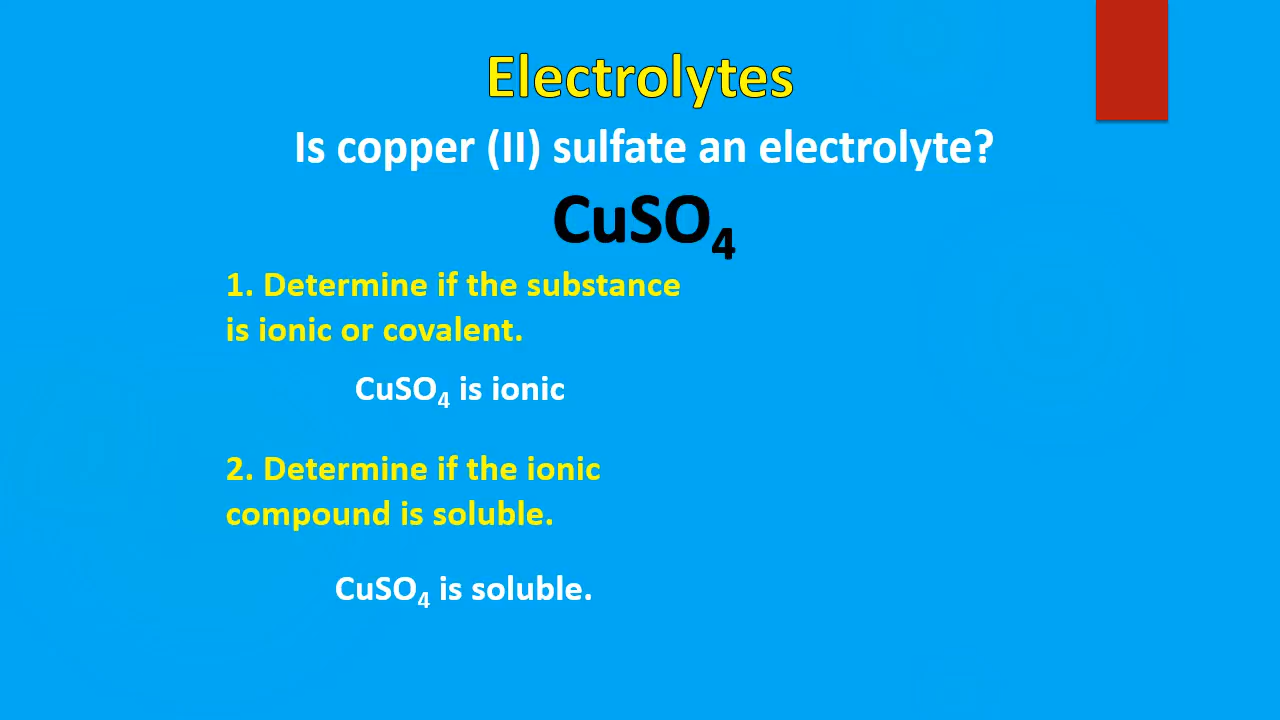 Electrolytes
Is copper (II) sulfate an electrolyte?
CuSO₄
1. Determine if the substance
is ionic or covalent.
CuSO₄ is ionic
2. Determine if the ionic
compound is soluble.
CuSO₄ is soluble.